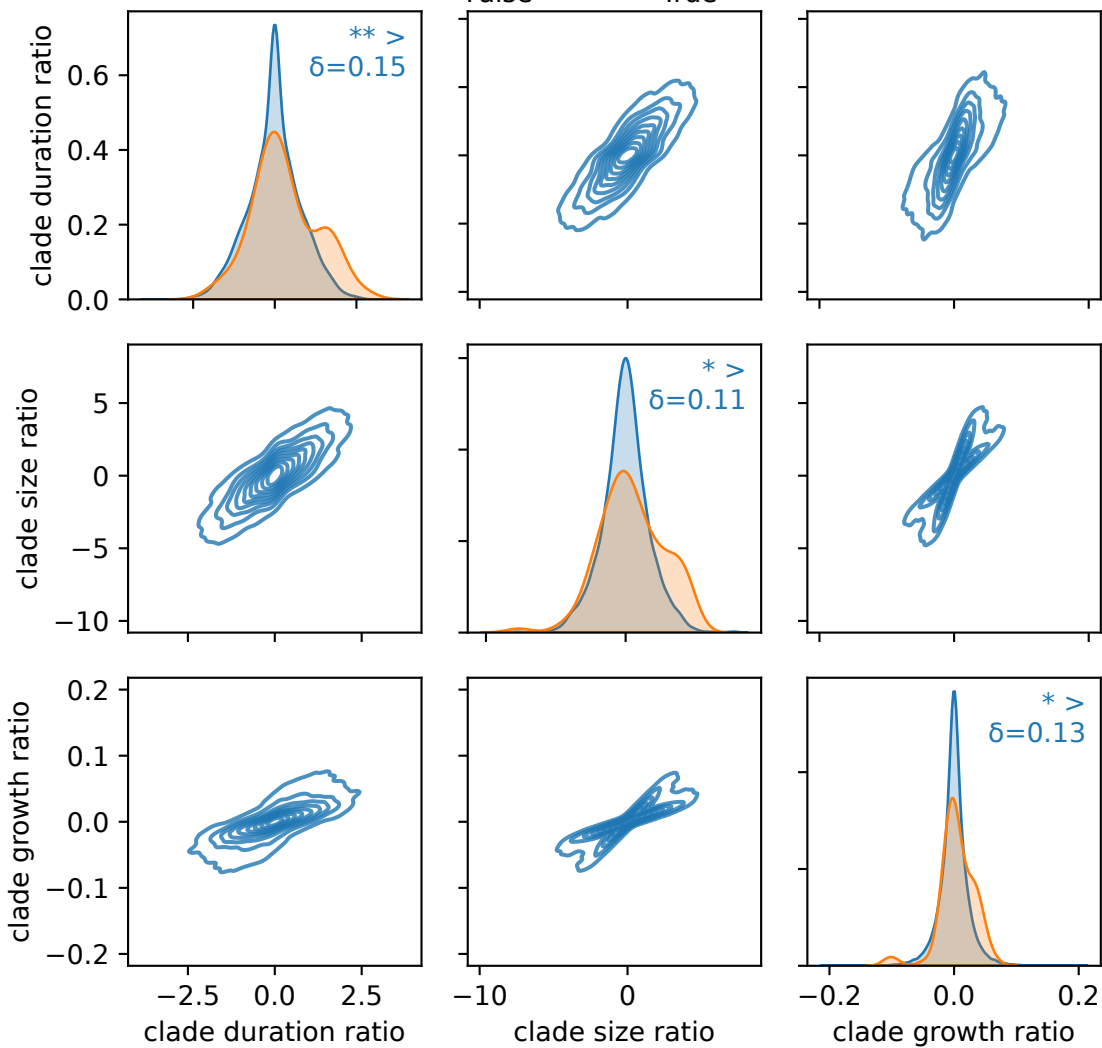 False True
clade duration ratio
0.6
0.4
0.2
0.0
** >
δ=0.15
clade size ratio
5
0
−5
−10
* >
δ=0.11
clade growth ratio
0.2
0.1
0.0
−0.1
−0.2
* >
δ=0.13
−2.5 0.0 2.5
−10 0
−0.2 0.0 0.2
clade duration ratio
clade size ratio
clade growth ratio